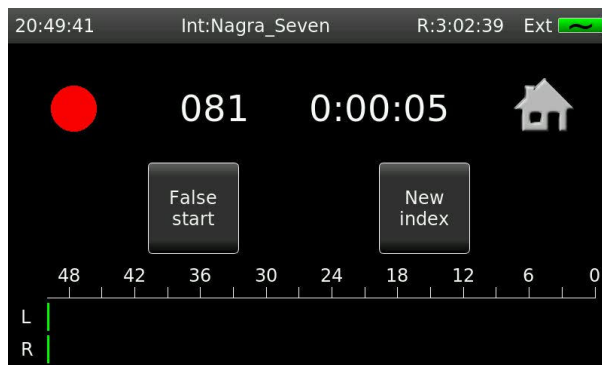 20:49:41 Int:Nagra_Seven R:3:02:39 Ext
081 0:00:05
False
start
New
index
48 42 36 30 24 18 12 6 0
L
R